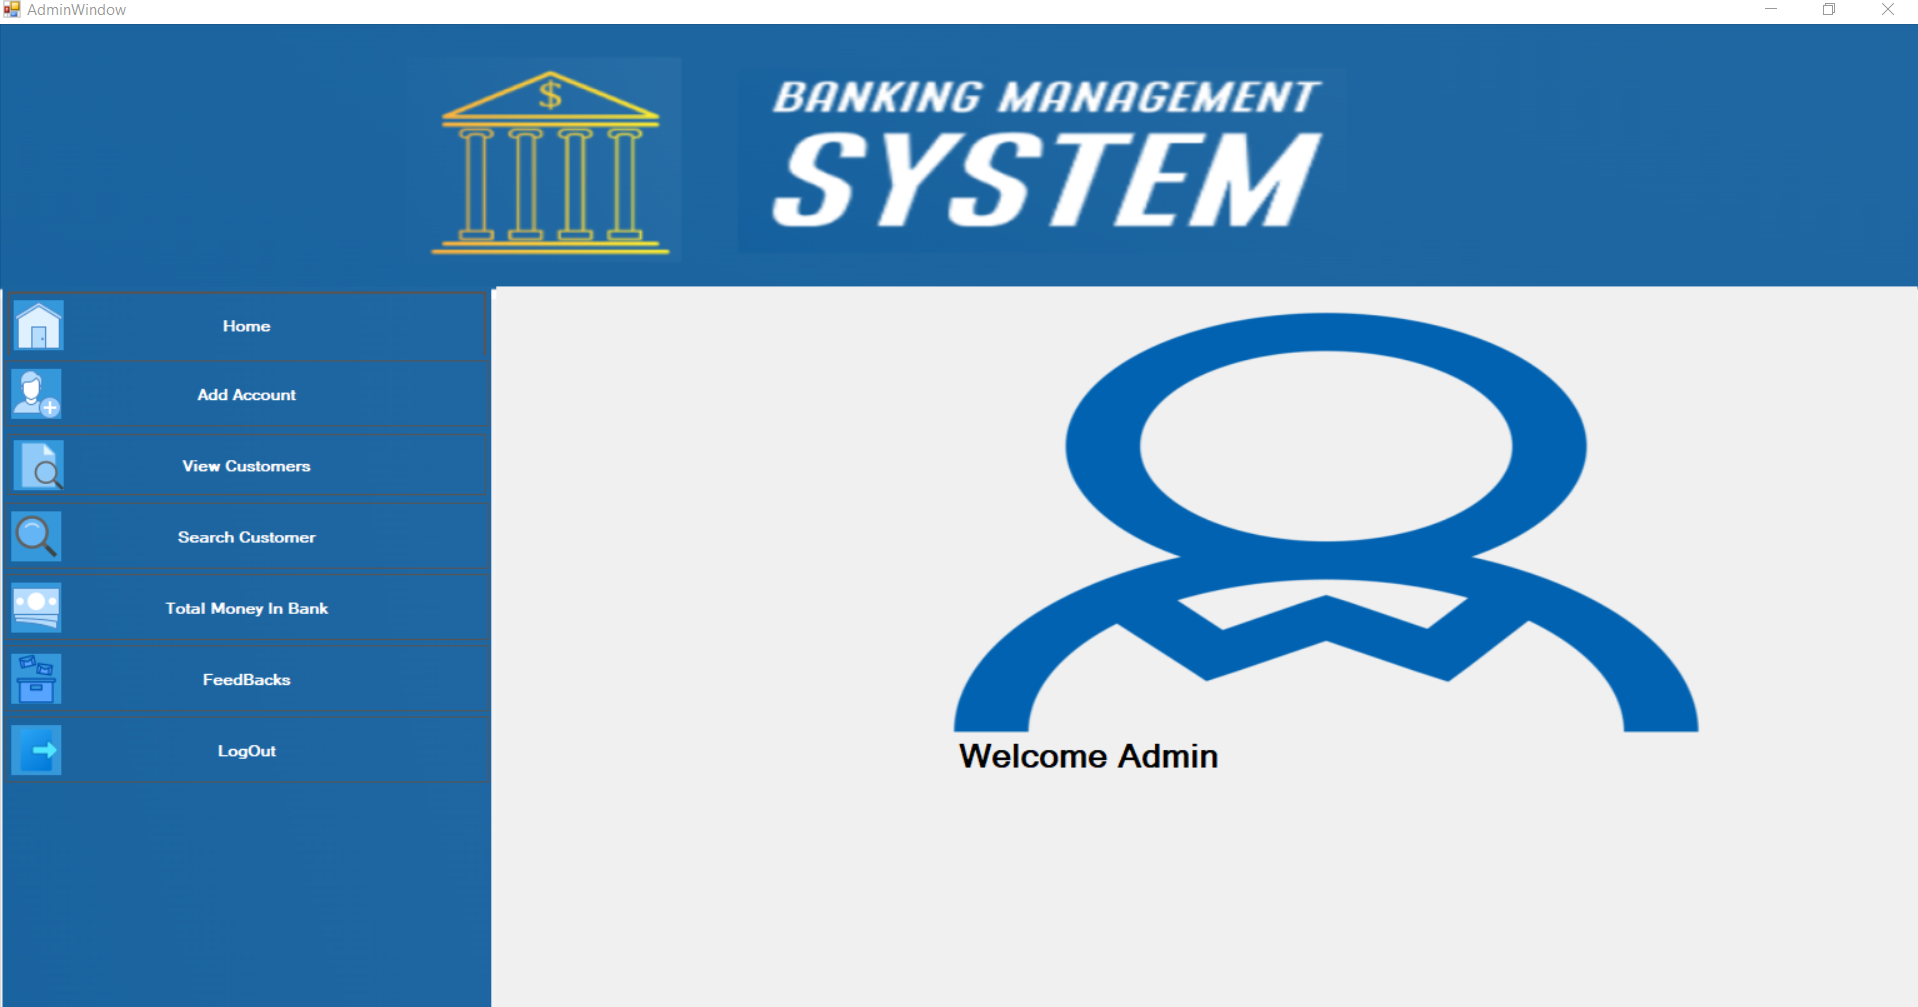 AdminWindow
$
BANKING MANAGEMENT
SYSTEM
Home
Add Account
View Customers
Search Customer
Total Money In Bank
FeedBacks
LogOut
Welcome Admin